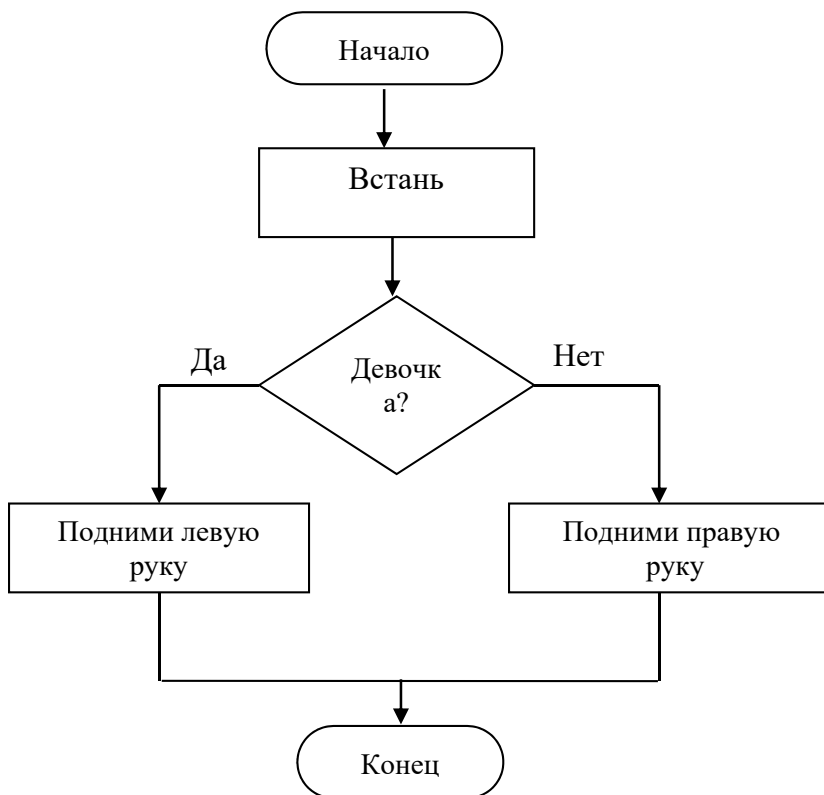 Начало
Встань
Да
Девочк
а?
Нет
Подними левую
руку
Подними правую
руку
Конец